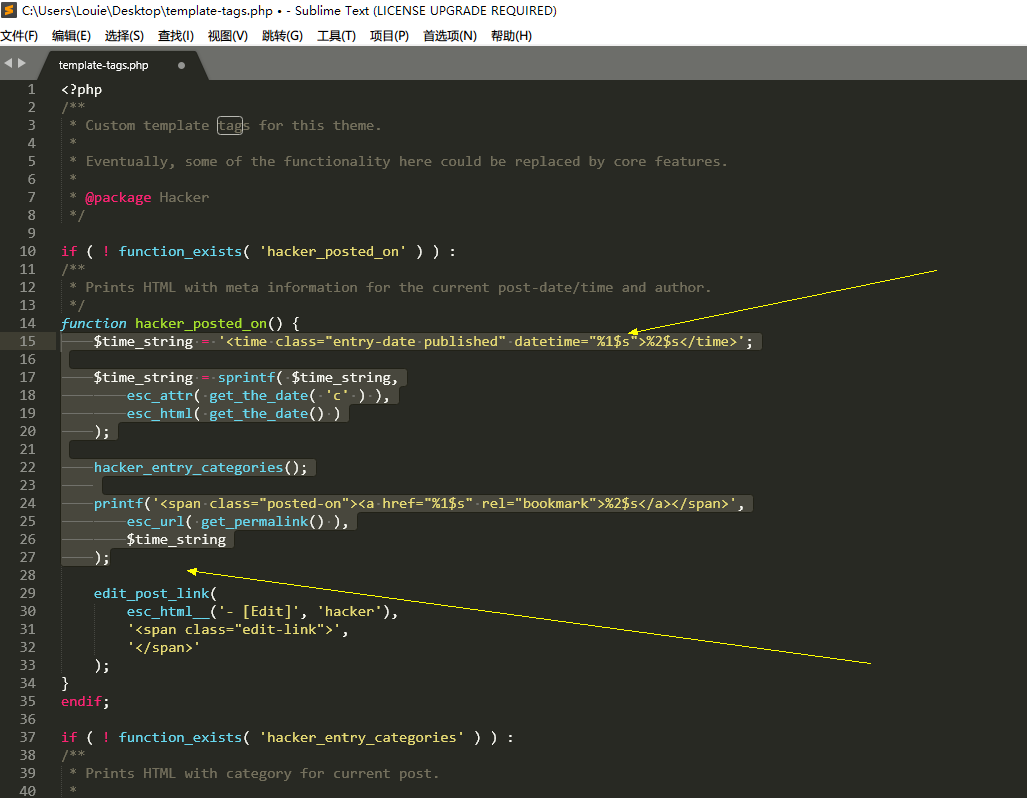 C:\Users\Louie\Desktop\template-tags.php • - Sublime Text (LICENSE UPGRADE REQUIRED)
文件(F) 编辑(E) 选择(S) 查找(I) 视图(V) 跳转(G) 工具(T) 项目(P) 首选项(N) 帮助(H)
template-tags.php
1 <?php
2 /**
3  * Custom template tags for this theme.
4  *
5  * Eventually, some of the functionality here could be replaced by core features.
6  *
7  * @package Hacker
8  */
9
10 if ( ! function_exists( 'hacker_posted_on' ) ) :
11 /**
12  * Prints HTML with meta information for the current post-date/time and author.
13  */
14 function hacker_posted_on() {
15     $time_string = '<time class="entry-date published" datetime="%1$s">%2$s</time>';
16
17     $time_string = sprintf( $time_string,
18         esc_attr( get_the_date( 'c' ) ),
19         esc_html( get_the_date() )
20     );
21
22     hacker_entry_categories();
23
24     printf('<span class="posted-on"><a href="%1$s" rel="bookmark">%2$s</a></span>',
25         esc_url( get_permalink() ),
26         $time_string
27     );
28
29     edit_post_link(
30         esc_html__('- [Edit]', 'hacker'),
31         '<span class="edit-link">',
32         '</span>'
33     );
34 }
35 endif;
36
37 if ( ! function_exists( 'hacker_entry_categories' ) ) :
38 /**
39  * Prints HTML with category for current post.
40  *